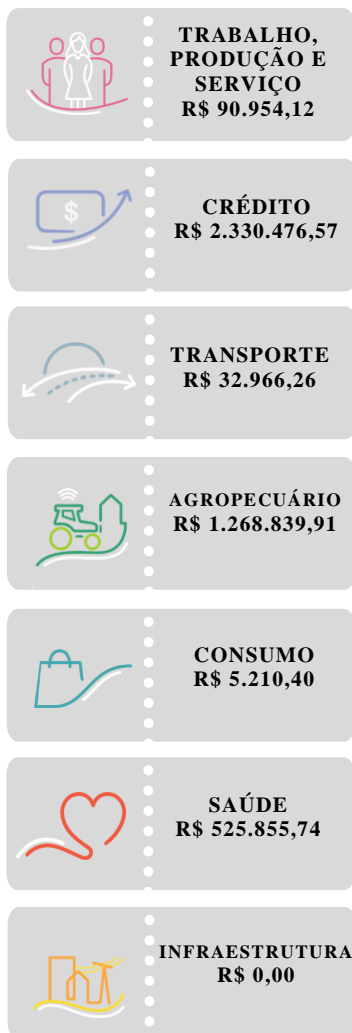 TRABALHO,
PRODUÇÃO E
SERVIÇO
R$ 90.954,12
$
CRÉDITO
R$ 2.330.476,57
TRANSPORTE
R$ 32.966,26
AGROPECUÁRIO
R$ 1.268.839,91
CONSUMO
R$ 5.210,40
SAÚDE
R$ 525.855,74
INFRAESTRUTURA
R$ 0,00